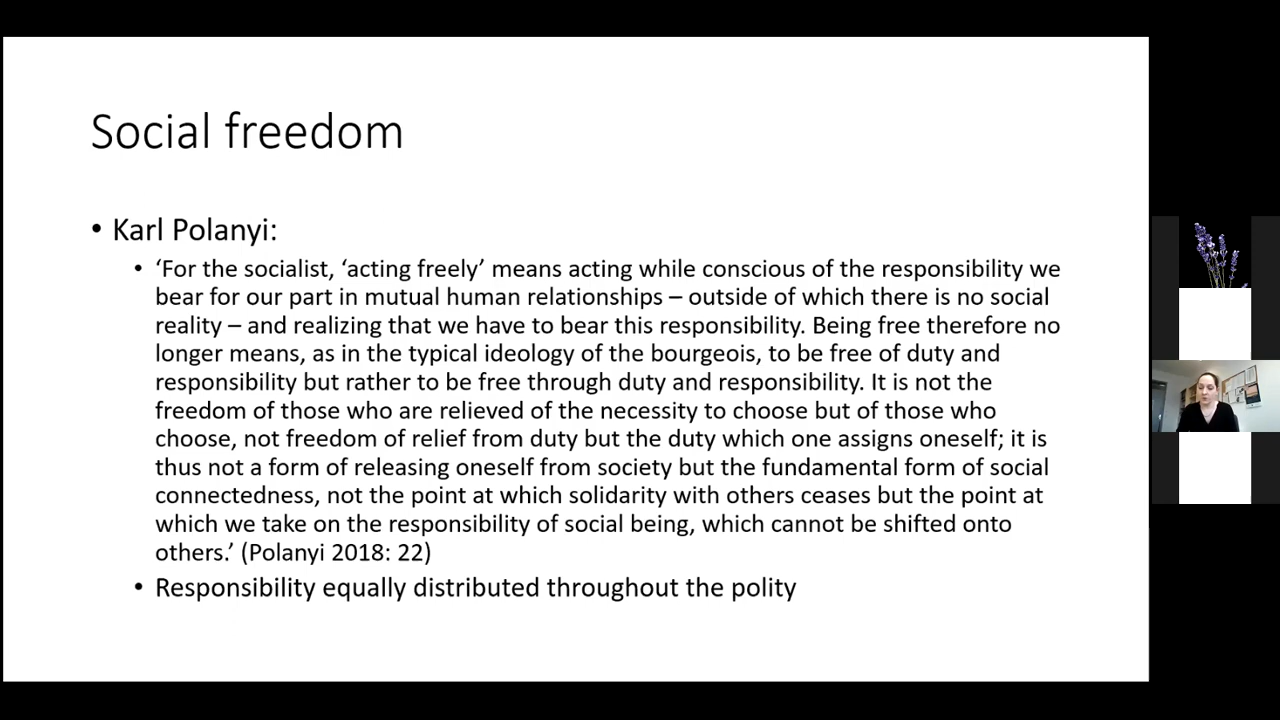 Social freedom
• Karl Polanyi:
• ‘For the socialist, ‘acting freely’ means acting while conscious of the responsibility we
bear for our part in mutual human relationships – outside of which there is no social
reality – and realizing that we have to bear this responsibility. Being free therefore no
longer means, as in the typical ideology of the bourgeois, to be free of duty and
responsibility but rather to be free through duty and responsibility. It is not the
freedom of those who are relieved of the necessity to choose but of those who
choose, not freedom of relief from duty but the duty which one assigns oneself; it is
thus not a form of releasing oneself from society but the fundamental form of social
connectedness, not the point at which solidarity with others ceases but the point at
which we take on the responsibility of social being, which cannot be shifted onto
others.’ (Polanyi 2018: 22)
• Responsibility equally distributed throughout the polity